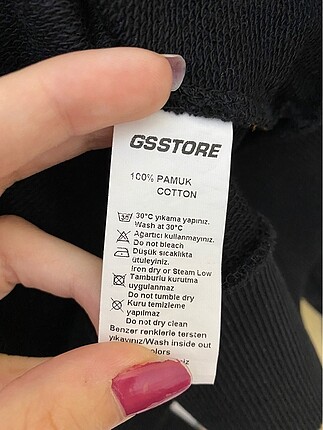 GSSTORE
100% PAMUK
COTTON
30°C yıkama yapınız.
Wash at 30°C
Ağartıcı kullanmayınız.
Do not bleach
Düşük sıcaklıkta
ütüleyiniz.
Iron dry or Steam Low
Tamburlu kurutma
uygulanmaz
Do not tumble dry
Kuru temizleme
yapılmaz
Do not dry clean
Benzer renklerle tersten
yıkayınız/Wash inside out
colors